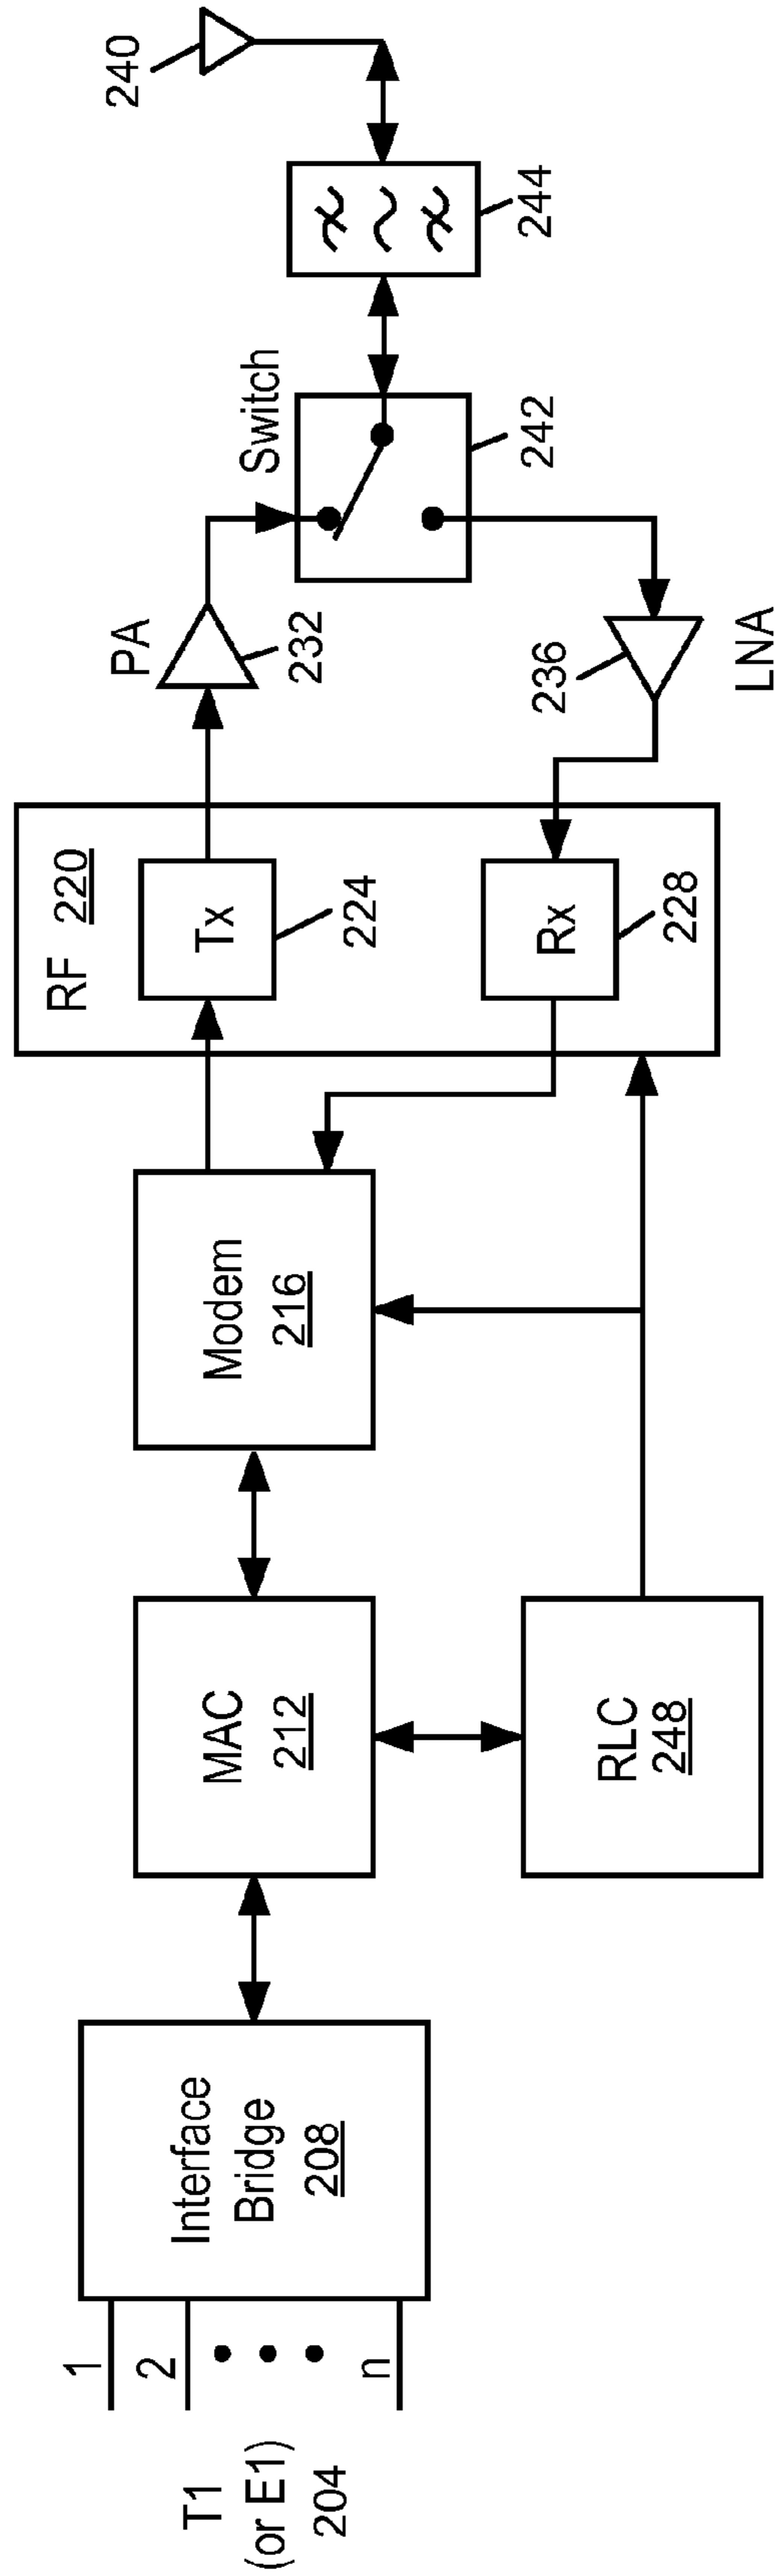 T1
(or E1)
204
1
2
n
Interface
Bridge
208
MAC
212
RLC
248
Modem
216
RF 220
Tx
224
Rx
228
PA
232
236
LNA
Switch
242
244
240